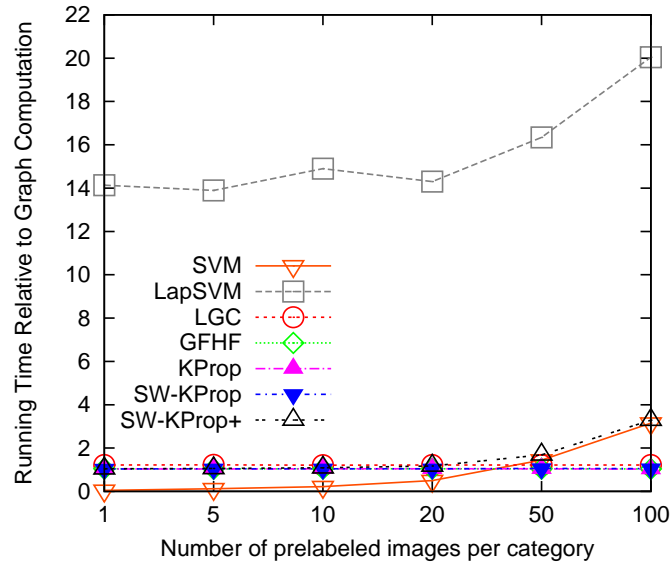 Running Time Relative to Graph Computation
22
20
18
16
14
12
10
8
6
4
2
0
SVM
LapSVM
LGC
GFHF
KProp
SW-KProp
SW-KProp+
1 5 10 20 50 100
Number of prelabeled images per category